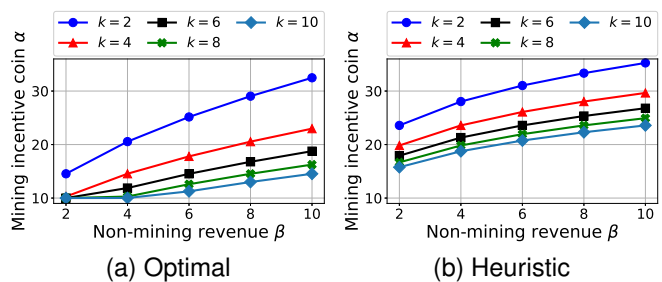 k = 2 k = 6 k = 10
k = 4 k = 8
Mining incentive coin α
30
20
10
2 4 6 8 10
Non-mining revenue β
(a) Optimal
k = 2 k = 6 k = 10
k = 4 k = 8
Mining incentive coin α
30
20
10
2 4 6 8 10
Non-mining revenue β
(b) Heuristic